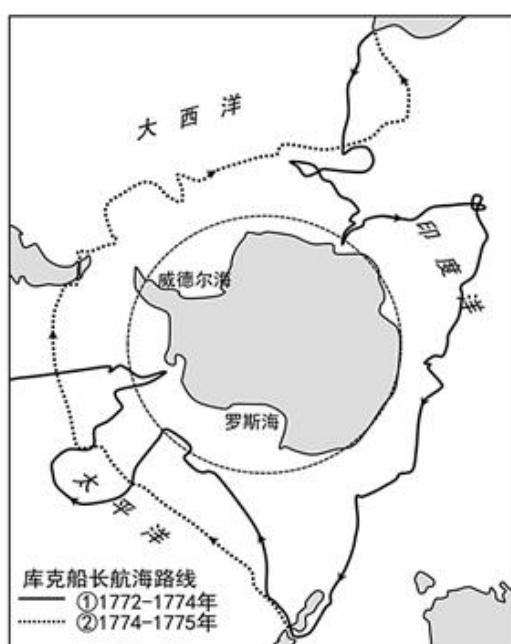 大西洋
印度洋
威德尔海
罗斯海
太平洋
库克船长航海路线
①1772-1774年
②1774-1775年